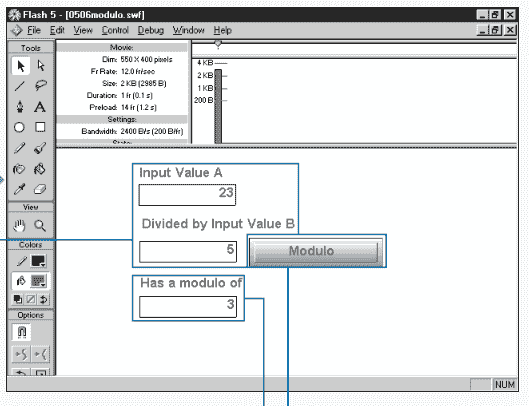 Flash 5 - [0506modulo.swf]
File Edit View Control Debug Window Help
Tools
View
Colors
Options
Movie:
Dim: 550 X 400 pixels
Fr Rate: 12.0 fr/sec
Size: 2 KB (2985 B)
Duration: 1 fr (0.1 s)
Preload: 14 fr (1.2 s)
Settings:
Bandwidth: 2400 B/s (200 B/fr)
State:
4 KB
2 KB
1 KB
200 B
Input Value A
23
Divided by Input Value B
5
Modulo
Has a modulo of
3
NUM